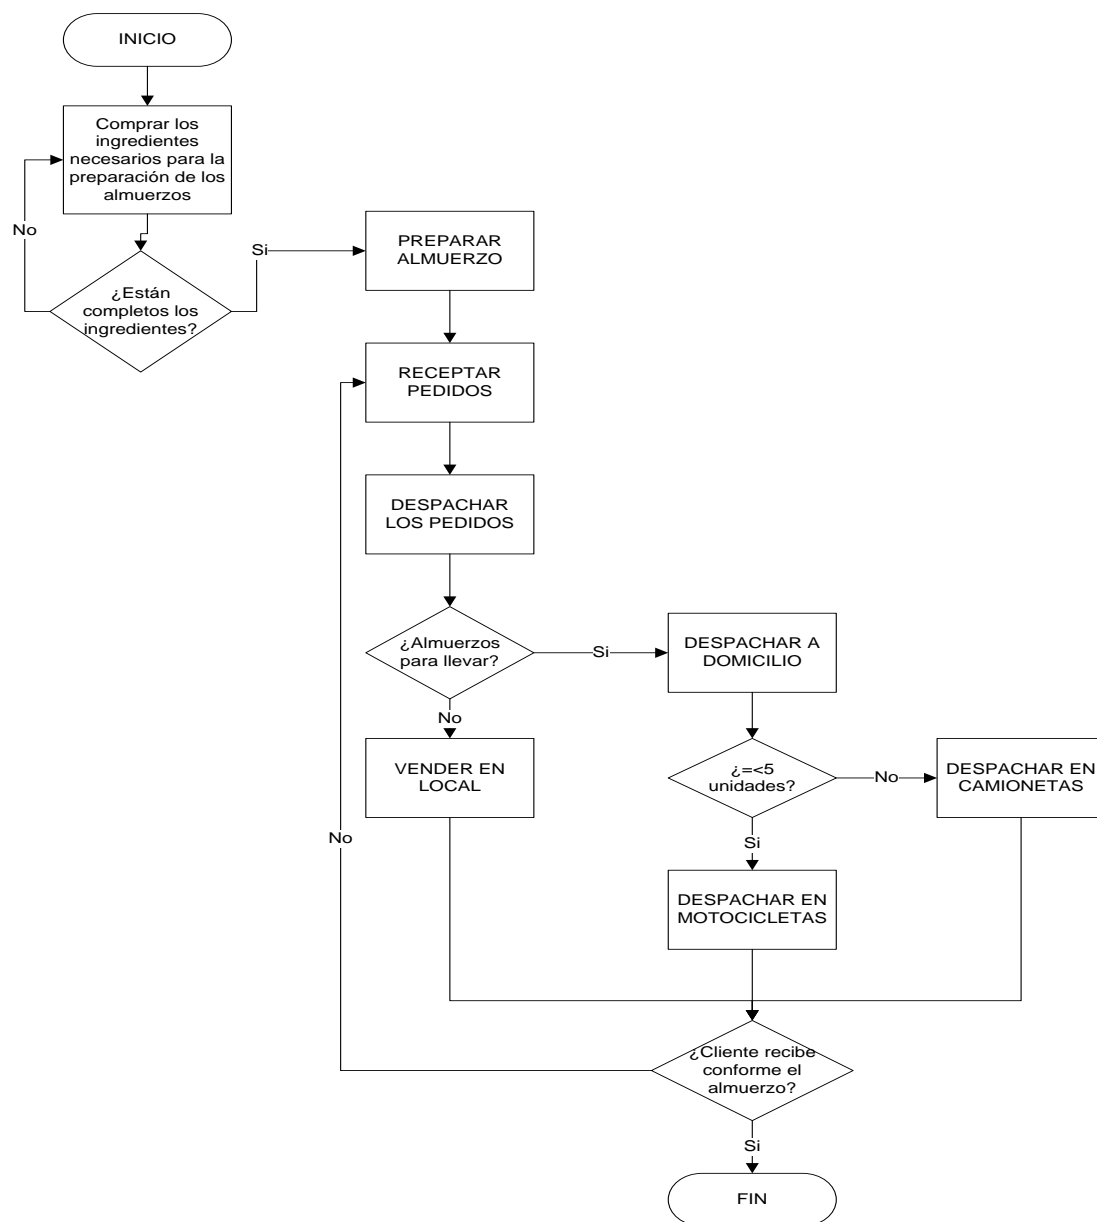 INICIO
Comprar los
ingredientes
necesarios para la
preparación de los
almuerzos
No
¿Están
completos los
ingredientes?
Si
PREPARAR
ALMUERZO
RECEPTAR
PEDIDOS
DESPACHAR
LOS PEDIDOS
¿Almuerzos
para llevar?
Si
DESPACHAR A
DOMICILIO
No
VENDER EN
LOCAL
¿=<5
unidades?
No
DESPACHAR EN
CAMIONETAS
No
Si
DESPACHAR EN
MOTOCICLETAS
¿Cliente recibe
conforme el
almuerzo?
Si
FIN